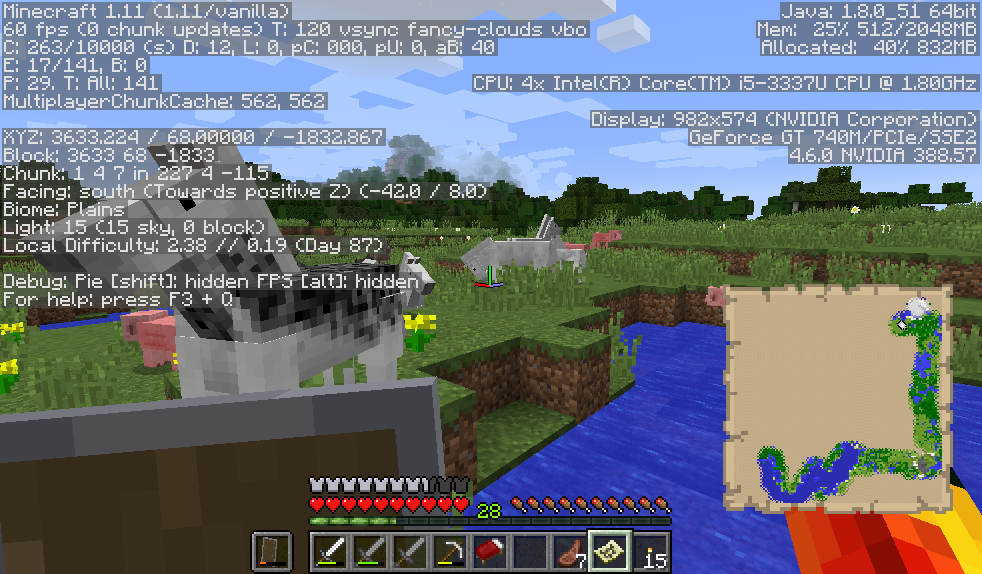 Minecraft 1.11 (1.11/vanilla)
60 fps (0 chunk updates) T: 120 vsync fancy-clouds vbo
C: 263/10000 (s) D: 12, L: 0, pC: 000, pU: 0, aB: 40
E: 17/141, B: 0
P: 29. T: All: 141
MultiplayerChunkCache: 562, 562
XYZ: 3633.224 / 68.00000 / -1832.867
Block: 3633 68 -1833
Chunk: 1 4 7 in 227 4 -115
Facing: south (Towards positive Z) (-42.0 / 8.0)
Biome: Plains
Light: 15 (15 sky, 0 block)
Local Difficulty: 2.38 // 0.19 (Day 87)
Debug: Pie [shift]: hidden FPS [alt]: hidden
For help: press F3 + Q
Java: 1.8.0_51 64bit
Mem: 25% 512/2048MB
Allocated: 40% 832MB
CPU: 4x Intel(R) Core(TM) i5-3337U CPU @ 1.80GHz
Display: 982x574 (NVIDIA Corporation)
GeForce GT 740M/PCIe/SSE2
4.6.0 NVIDIA 388.57
28
7
15